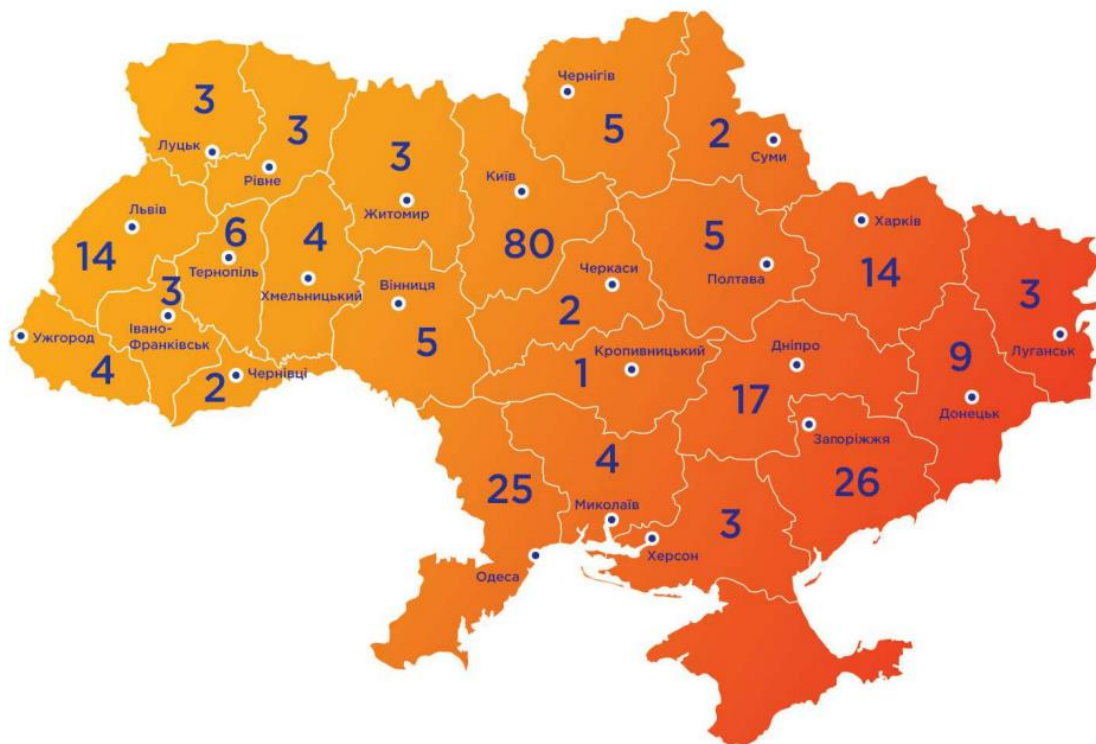 Чернігів
3
5
2
3
Суми
3
Луцьк
Рівне
Київ
Житомир
Львів
Харків
6
4
5
14
80
14
Тернопіль
Черкаси
Полтава
3
Хмельницький
Вінниця
3
2
Ужгород
Івано-
Франківськ
5
Луганськ
4
Кропивницький
Дніпро
9
2
Чернівці
1
17
Донецьк
Запоріжжя
4
25
26
Миколаїв
3
Херсон
Одеса